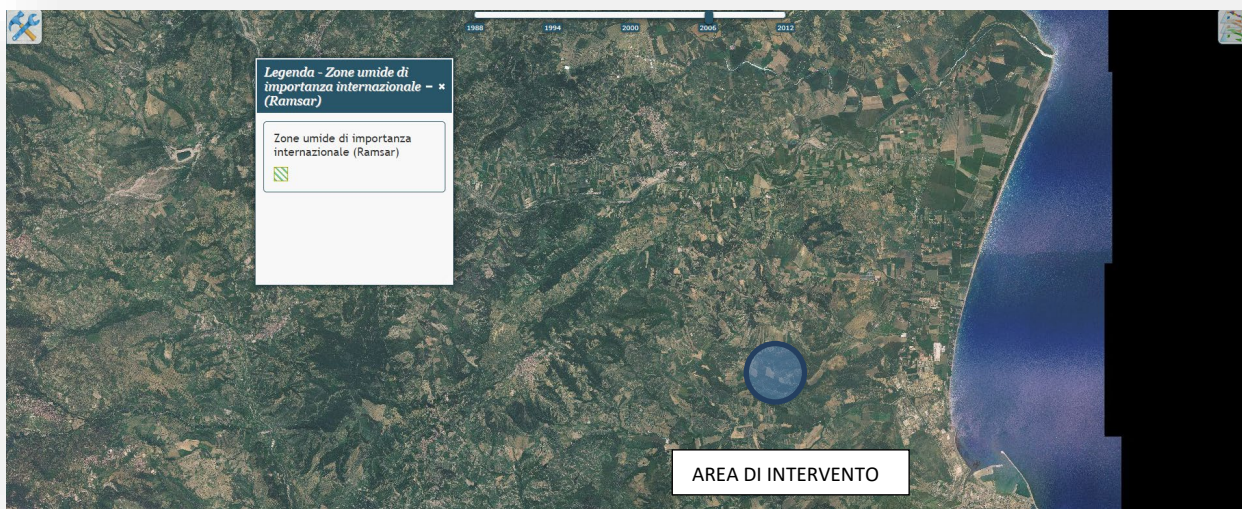 1988 1994 2000 2006 2012
Legenda - Zone umide di
importanza internazionale
(Ramsar)
Zone umide di importanza
internazionale (Ramsar)
AREA DI INTERVENTO